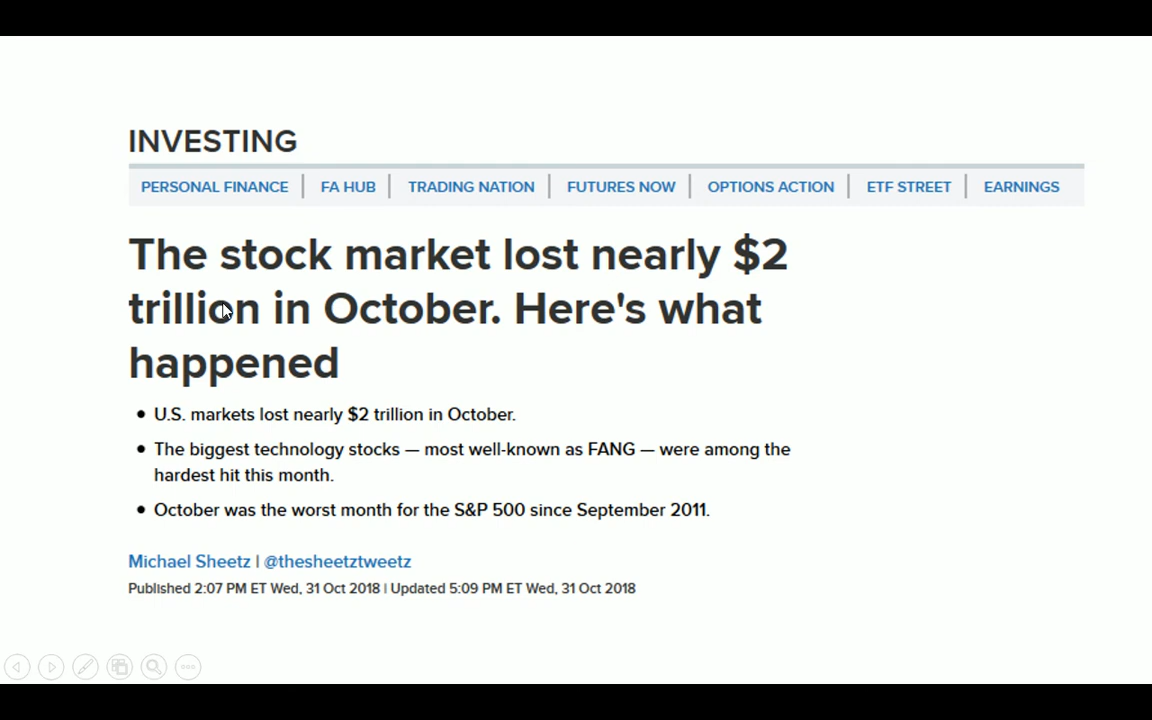 INVESTING
PERSONAL FINANCE | FA HUB | TRADING NATION | FUTURES NOW | OPTIONS ACTION | ETF STREET | EARNINGS
The stock market lost nearly $2
trillion in October. Here's what
happened
• U.S. markets lost nearly $2 trillion in October.
• The biggest technology stocks — most well-known as FANG — were among the
hardest hit this month.
• October was the worst month for the S&P 500 since September 2011.
Michael Sheetz | @thesheetztweetz
Published 2:07 PM ET Wed, 31 Oct 2018 | Updated 5:09 PM ET Wed, 31 Oct 2018